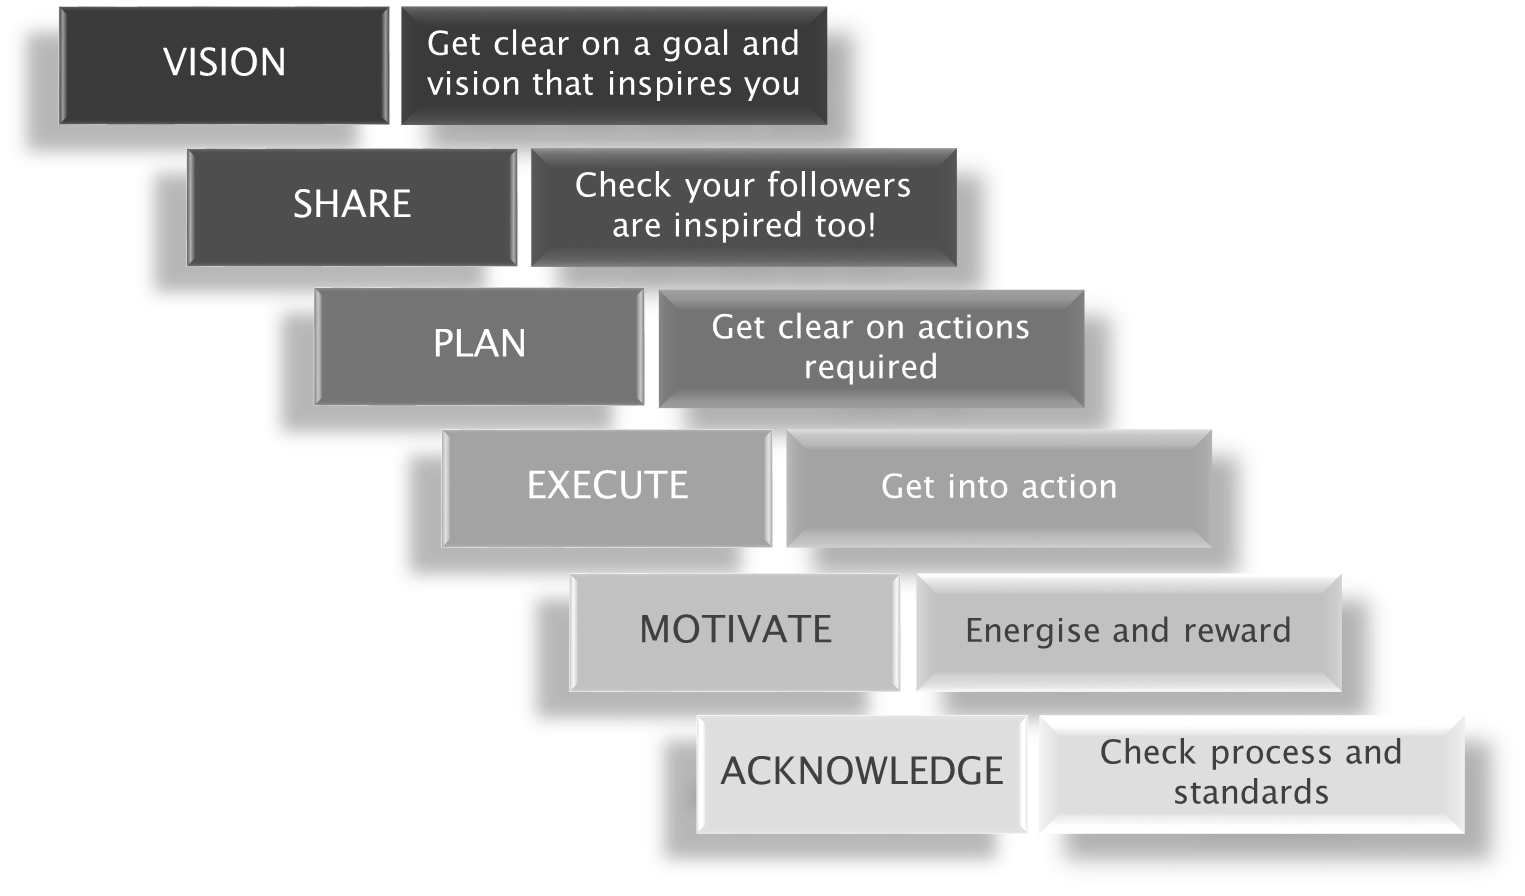 VISION
Get clear on a goal and
vision that inspires you
SHARE
Check your followers
are inspired too!
PLAN
Get clear on actions
required
EXECUTE
Get into action
MOTIVATE
Energise and reward
ACKNOWLEDGE
Check process and
standards